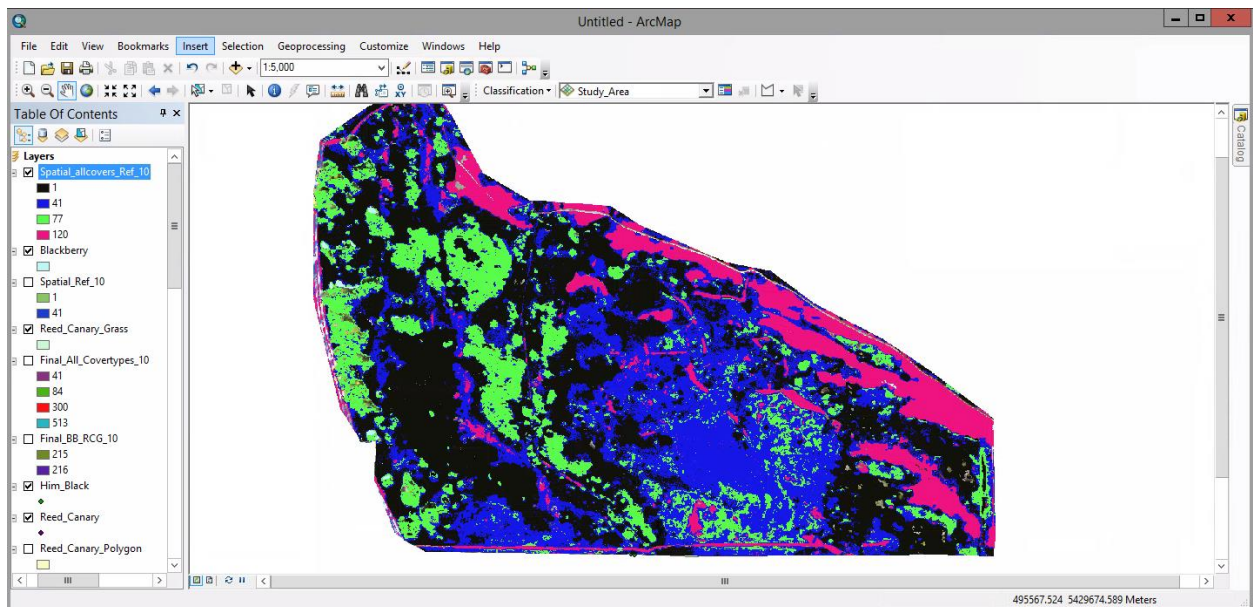 Untitled - ArcMap
File Edit View Bookmarks Insert Selection Geoprocessing Customize Windows Help
1:5,000
Classification Study_Area
Table Of Contents
Layers
Spatial_allcovers_Ref_10
1
41
77
120
Blackberry
Spatial_Ref_10
1
41
Reed_Canary_Grass
Final_All_Covertypes_10
41
84
300
513
Final_BB_RCG_10
215
216
Him_Black
Reed_Canary
Reed_Canary_Polygon
Catalog
495567.524 5429674.589 Meters